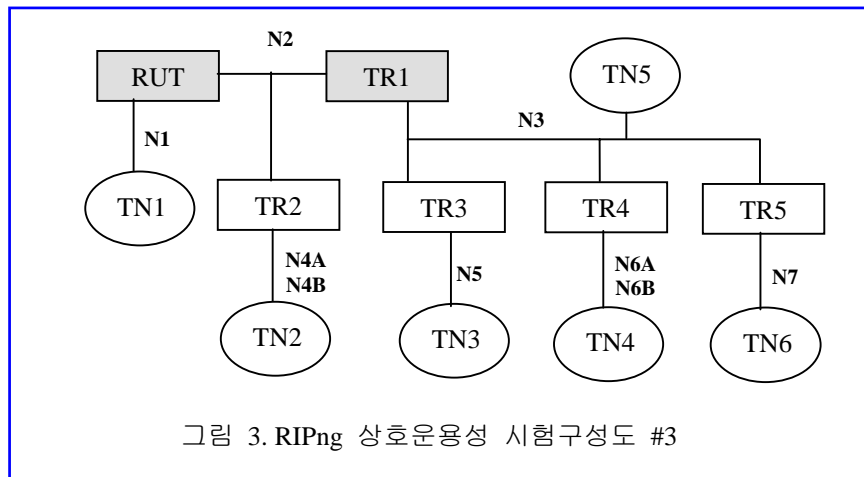 N2
RUT
TR1
TN5
N1
N3
TN1
TR2
TR3
TR4
TR5
N4A
N4B
N5
N6A
N6B
N7
TN2
TN3
TN4
TN6
그림 3. RIPng 상호운용성 시험구성도 #3